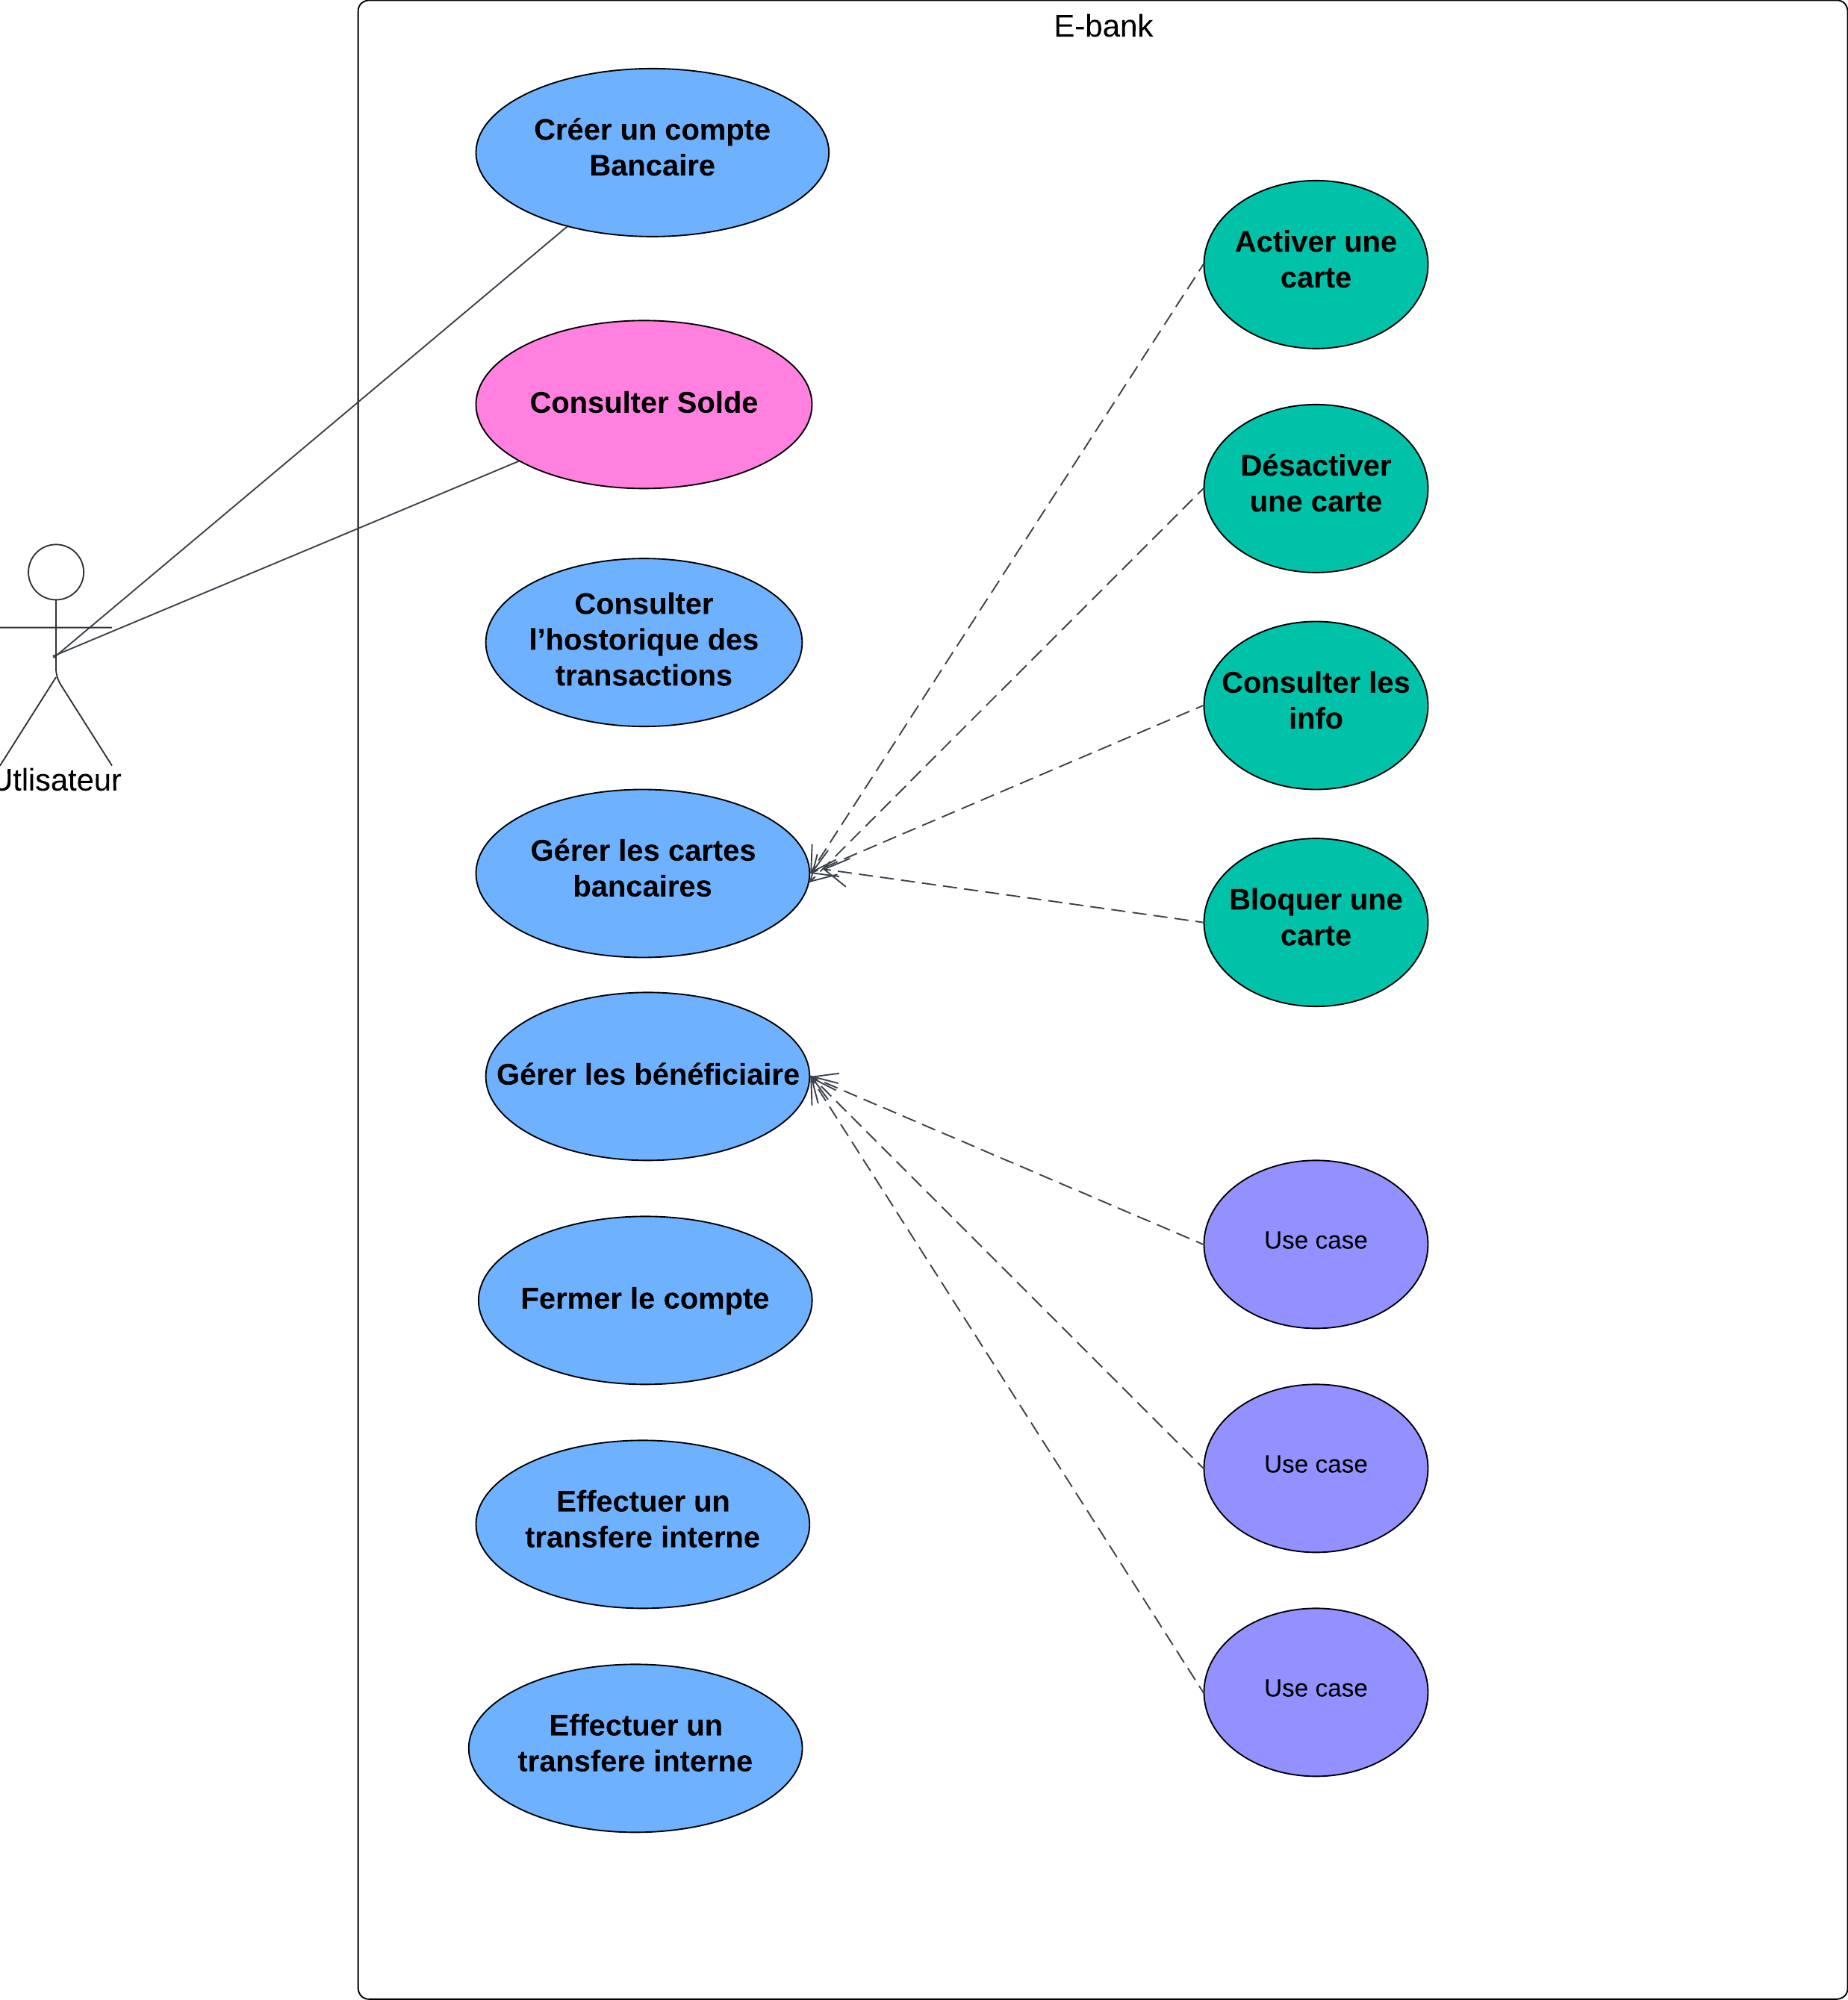 E-bank
Créer un compte
Bancaire
Activer une
carte
Consulter Solde
Désactiver
une carte
Consulter
l’hostorique des
transactions
Consulter les
info
Utlisateur
Gérer les cartes
bancaires
Bloquer une
carte
Gérer les bénéficiaire
Use case
Fermer le compte
Use case
Effectuer un
transfere interne
Use case
Effectuer un
transfere interne